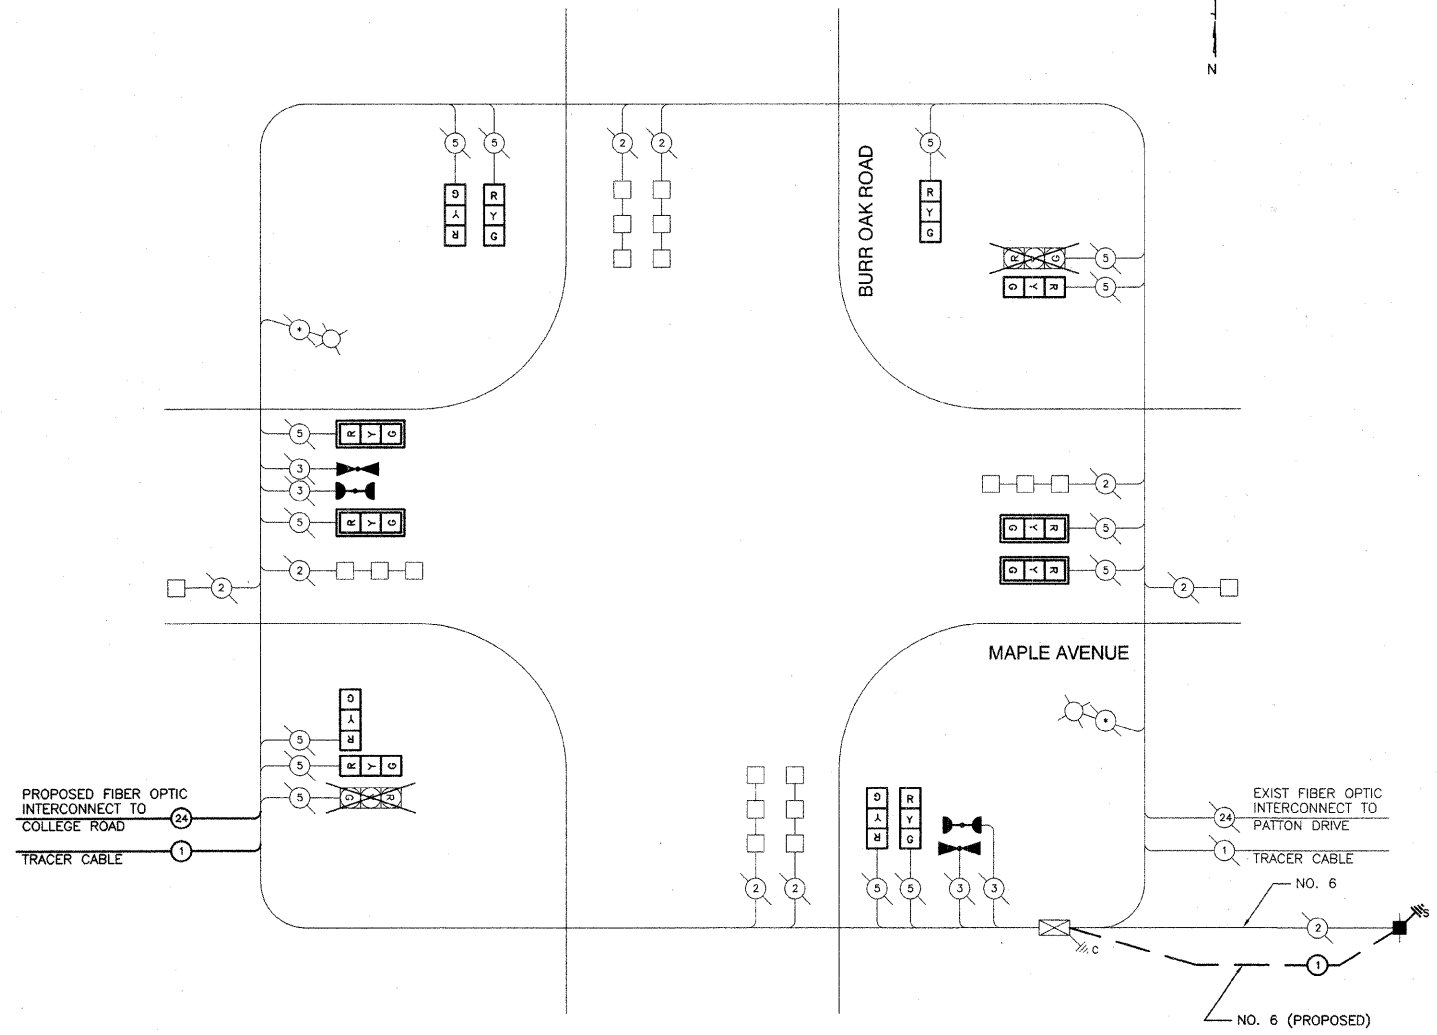 N
5
5
2
2
5
G
Y
R
R
Y
G
R
Y
G
BURR OAK ROAD
R
G
5
G
Y
R
5
*
5
R Y G
3
3
5
R Y G
2
2
2
G Y R
5
G Y R
5
2
MAPLE AVENUE
G
Y
R
5
5
R Y G
5
G
R
*
PROPOSED FIBER OPTIC
INTERCONNECT TO
COLLEGE ROAD
24
TRACER CABLE
1
G
Y
R
R
Y
G
2
2
5
5
3
3
EXIST FIBER OPTIC
INTERCONNECT TO
PATTON DRIVE
24
TRACER CABLE
1
NO. 6
2
S
C
1
NO. 6 (PROPOSED)